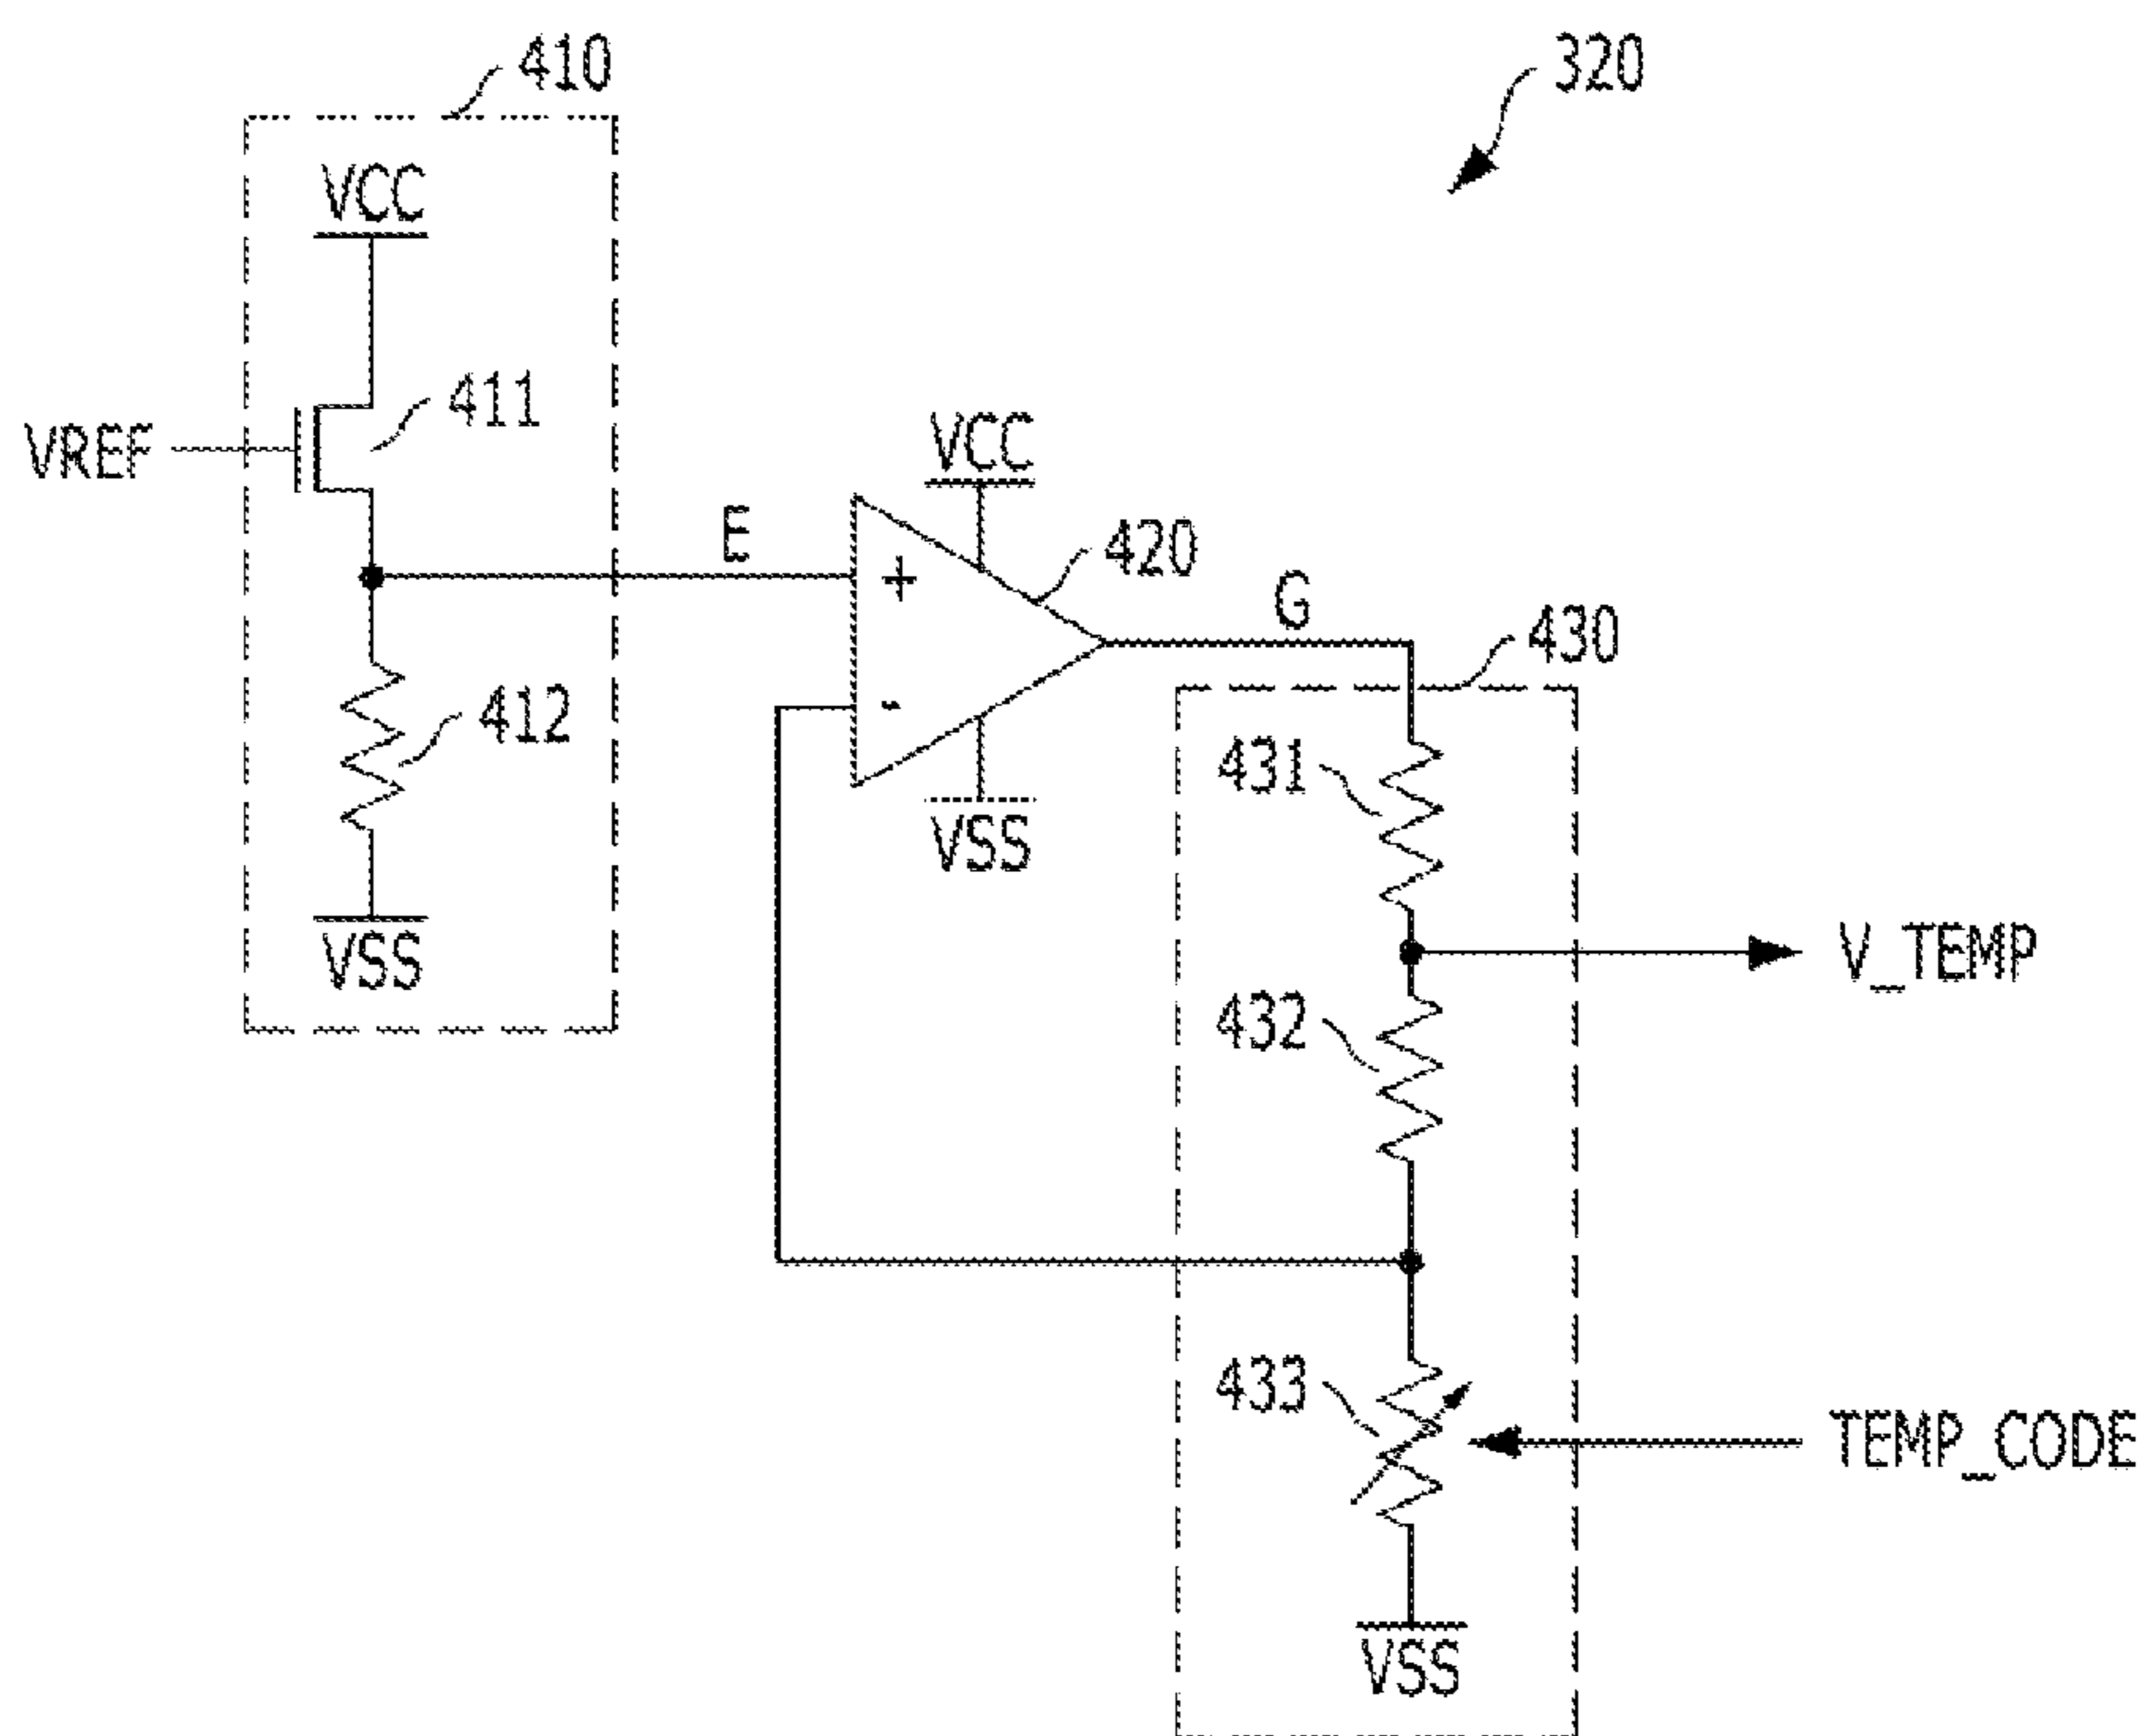 410
320
VCC
411
VREF
VCC
E
+
420
G
430
-
412
431
VSS
VSS
V_TEMP
432
433
TEMP_CODE
VSS